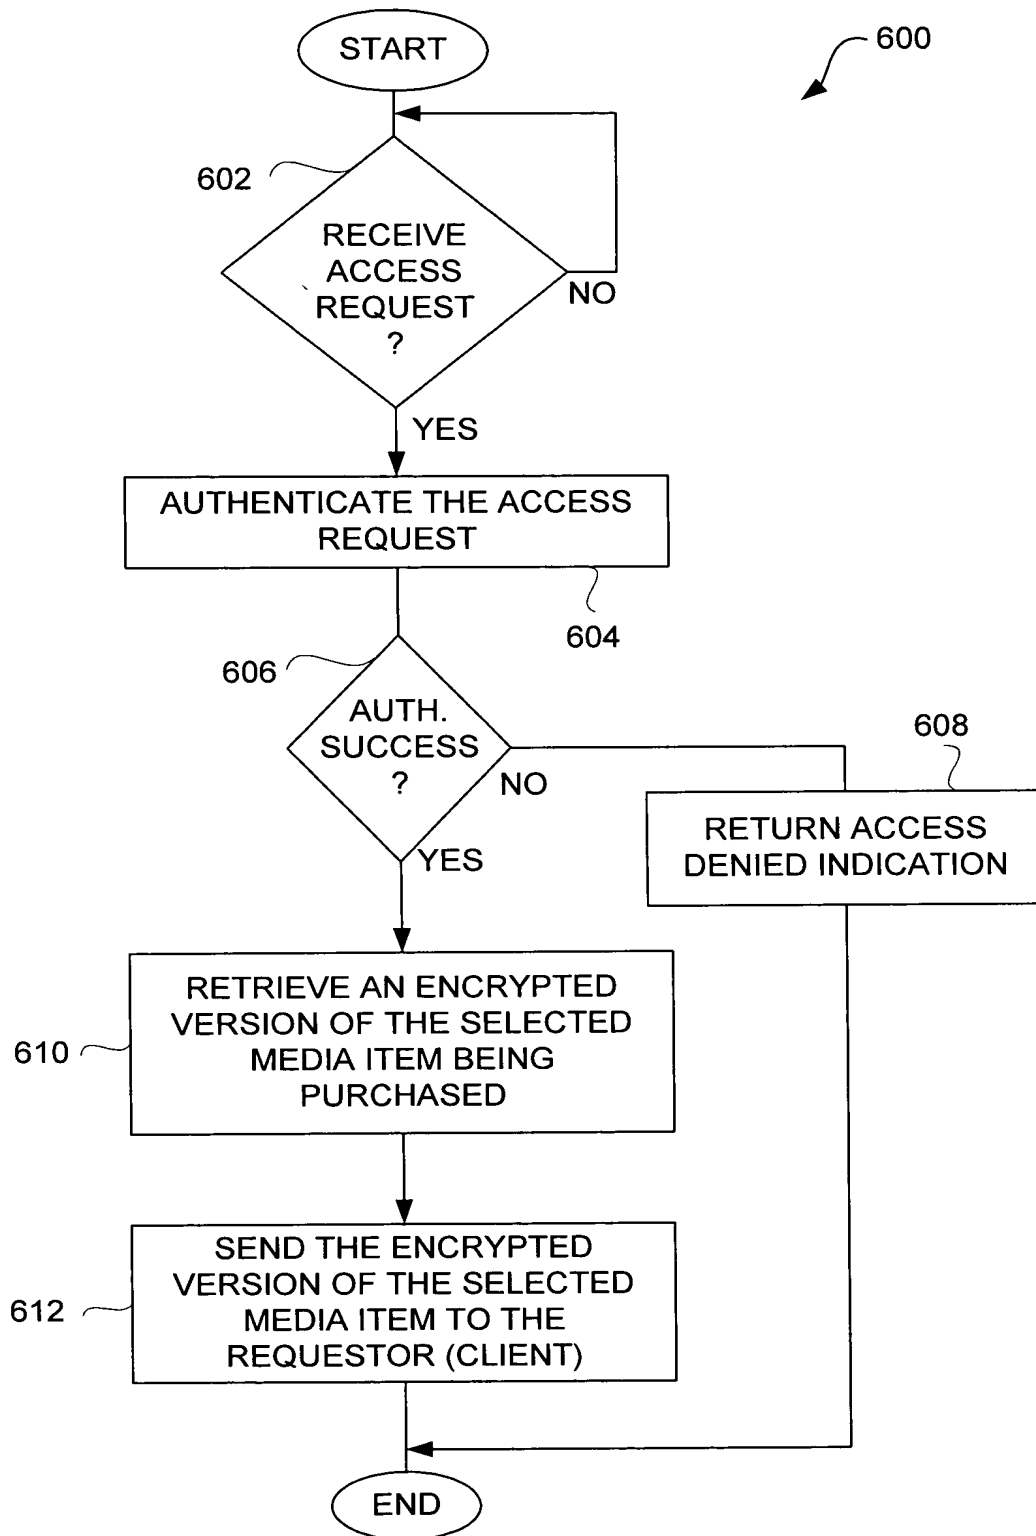 START
600
602
RECEIVE
ACCESS
REQUEST
?
NO
YES
AUTHENTICATE THE ACCESS
REQUEST
604
606
AUTH.
SUCCESS
?
NO
YES
608
RETURN ACCESS
DENIED INDICATION
RETRIEVE AN ENCRYPTED
VERSION OF THE SELECTED
MEDIA ITEM BEING
PURCHASED
610
SEND THE ENCRYPTED
VERSION OF THE SELECTED
MEDIA ITEM TO THE
REQUESTOR (CLIENT)
612
END